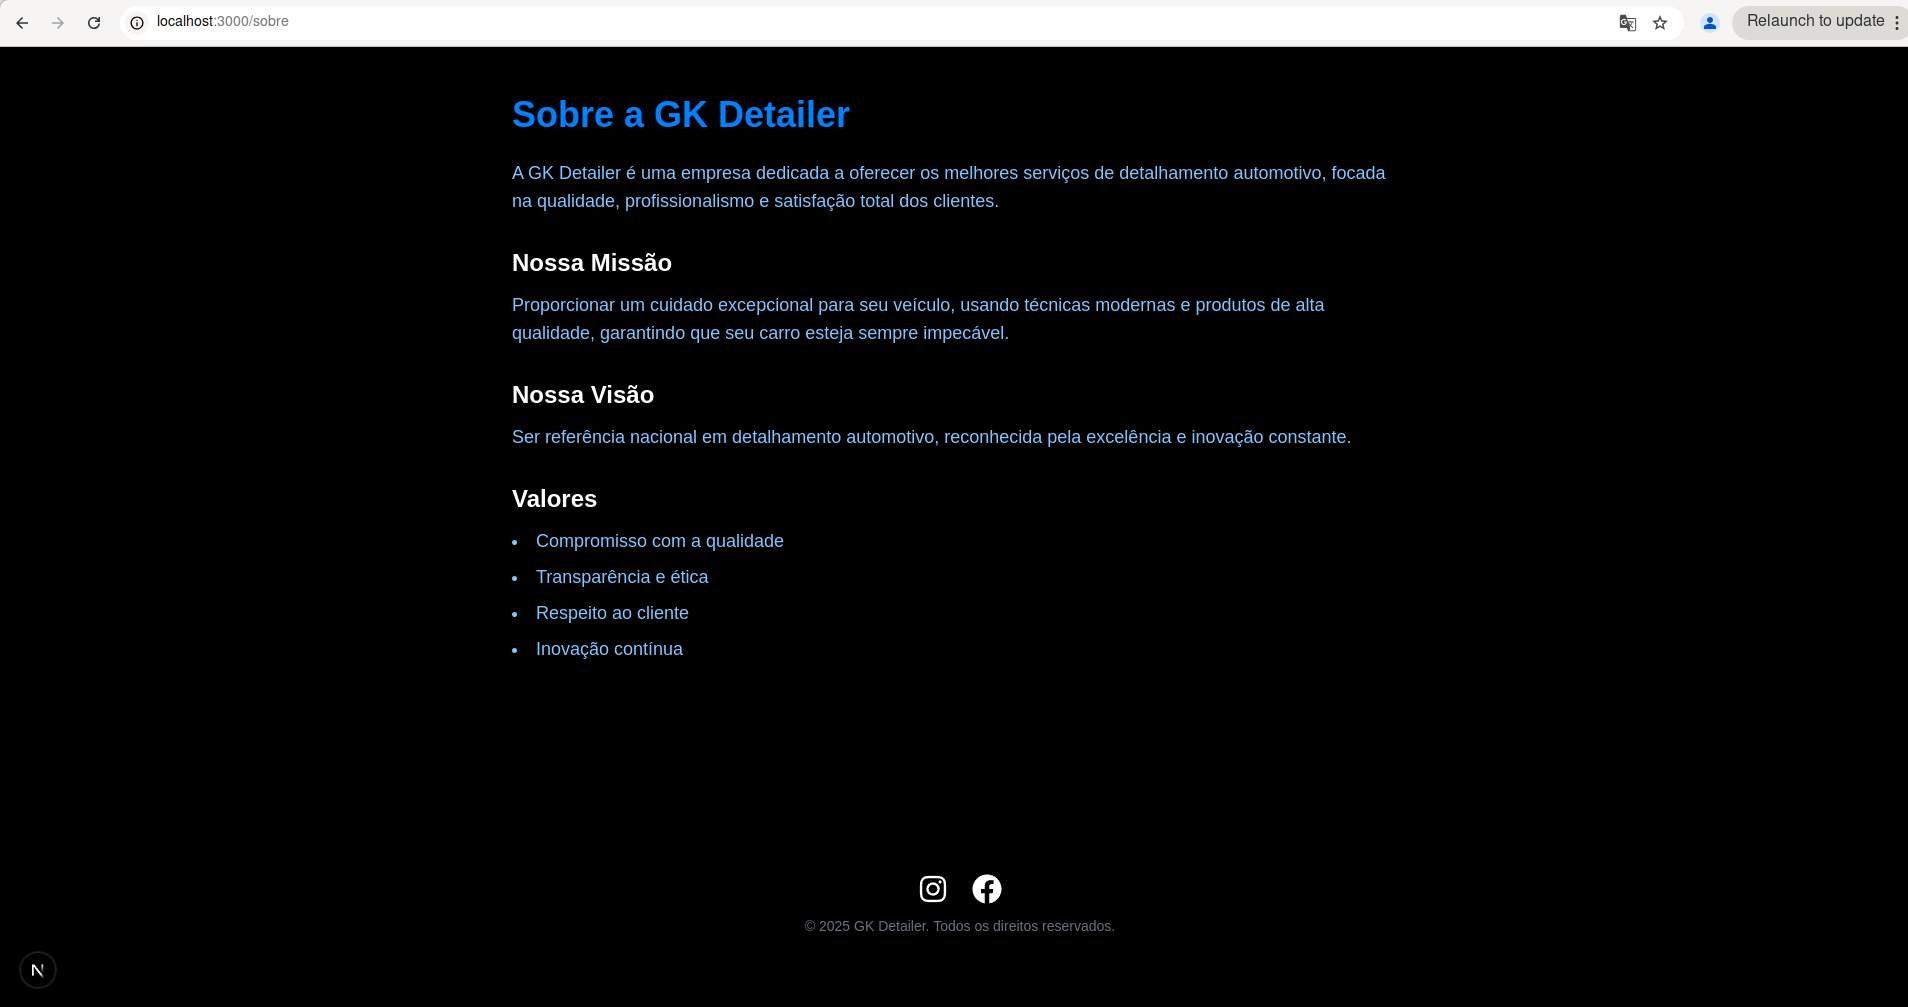 localhost:3000/sobre
Relaunch to update
Sobre a GK Detailer
A GK Detailer é uma empresa dedicada a oferecer os melhores serviços de detalhamento automotivo, focada
na qualidade, profissionalismo e satisfação total dos clientes.
Nossa Missão
Proporcionar um cuidado excepcional para seu veículo, usando técnicas modernas e produtos de alta
qualidade, garantindo que seu carro esteja sempre impecável.
Nossa Visão
Ser referência nacional em detalhamento automotivo, reconhecida pela excelência e inovação constante.
Valores
• Compromisso com a qualidade
• Transparência e ética
• Respeito ao cliente
• Inovação contínua
© 2025 GK Detailer. Todos os direitos reservados.
N